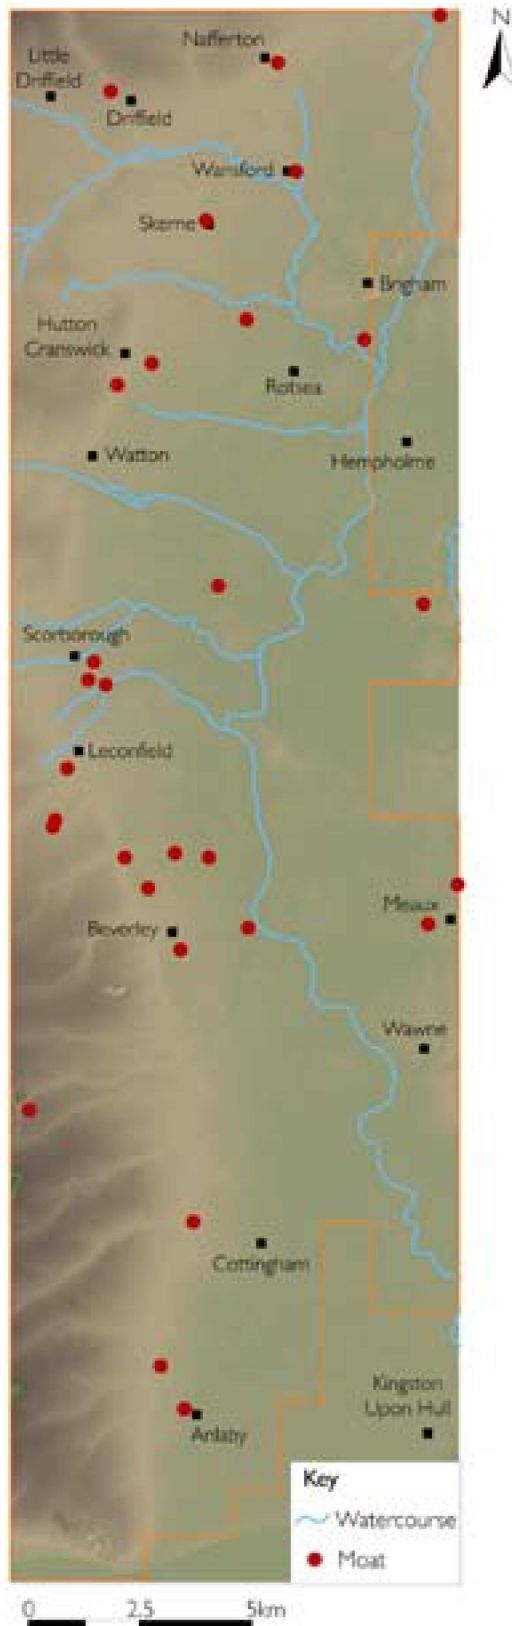 N
Nafferton
Little
Driffield
Driffield
Wansford
Skerne
Brigham
Hutton
Cranswick
Rotsea
Watton
Hempholme
Scorborough
Leconfield
Meaux
Beverley
Wawne
Cottingham
Kingston
Upon Hull
Anlaby
Key
Watercourse
Moat
0 2.5 5km